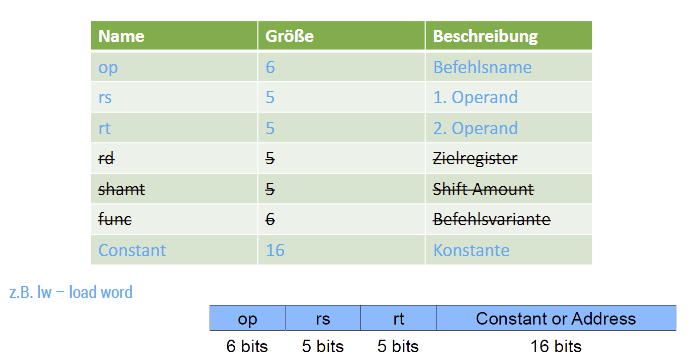 Name Größe Beschreibung
op 6 Befehlsname
rs 5 1. Operand
rt 5 2. Operand
rd 5 Zielregister
shamt 5 Shift Amount
func 6 Befehlsvariante
Constant 16 Konstante
z.B. lw – load word
op rs rt Constant or Address
6 bits 5 bits 5 bits 16 bits